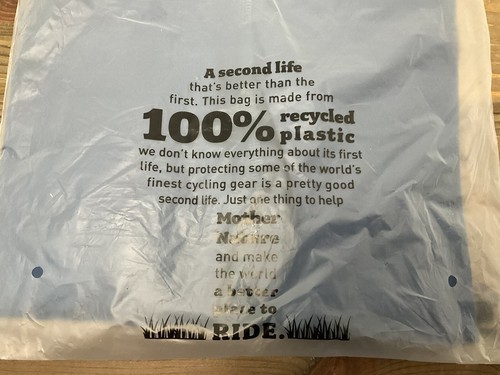 A second life
that's better than the
first. This bag is made from
100% recycled plastic
we don't know everything about its first
life, but protecting some of the world's
finest cycling gear is a pretty good
second life. Just one thing to help
Mother
Nature
and make
the world
a better
place to
RIDE.